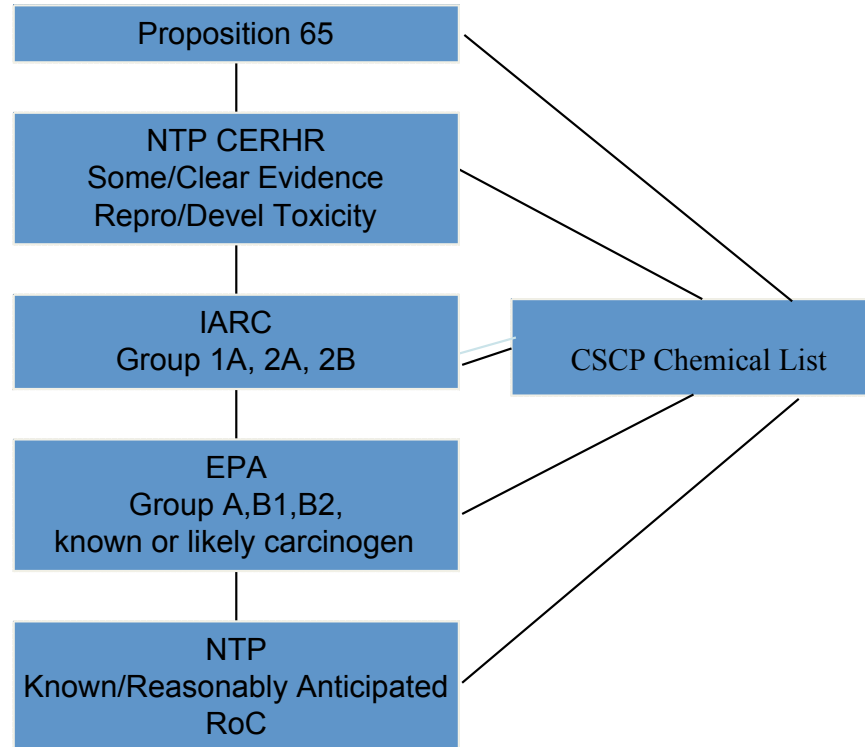 Proposition 65
NTP CERHR
Some/Clear Evidence
Repro/Devel Toxicity
IARC
Group 1A, 2A, 2B
CSCP Chemical List
EPA
Group A,B1,B2,
known or likely carcinogen
NTP
Known/Reasonably Anticipated
RoC